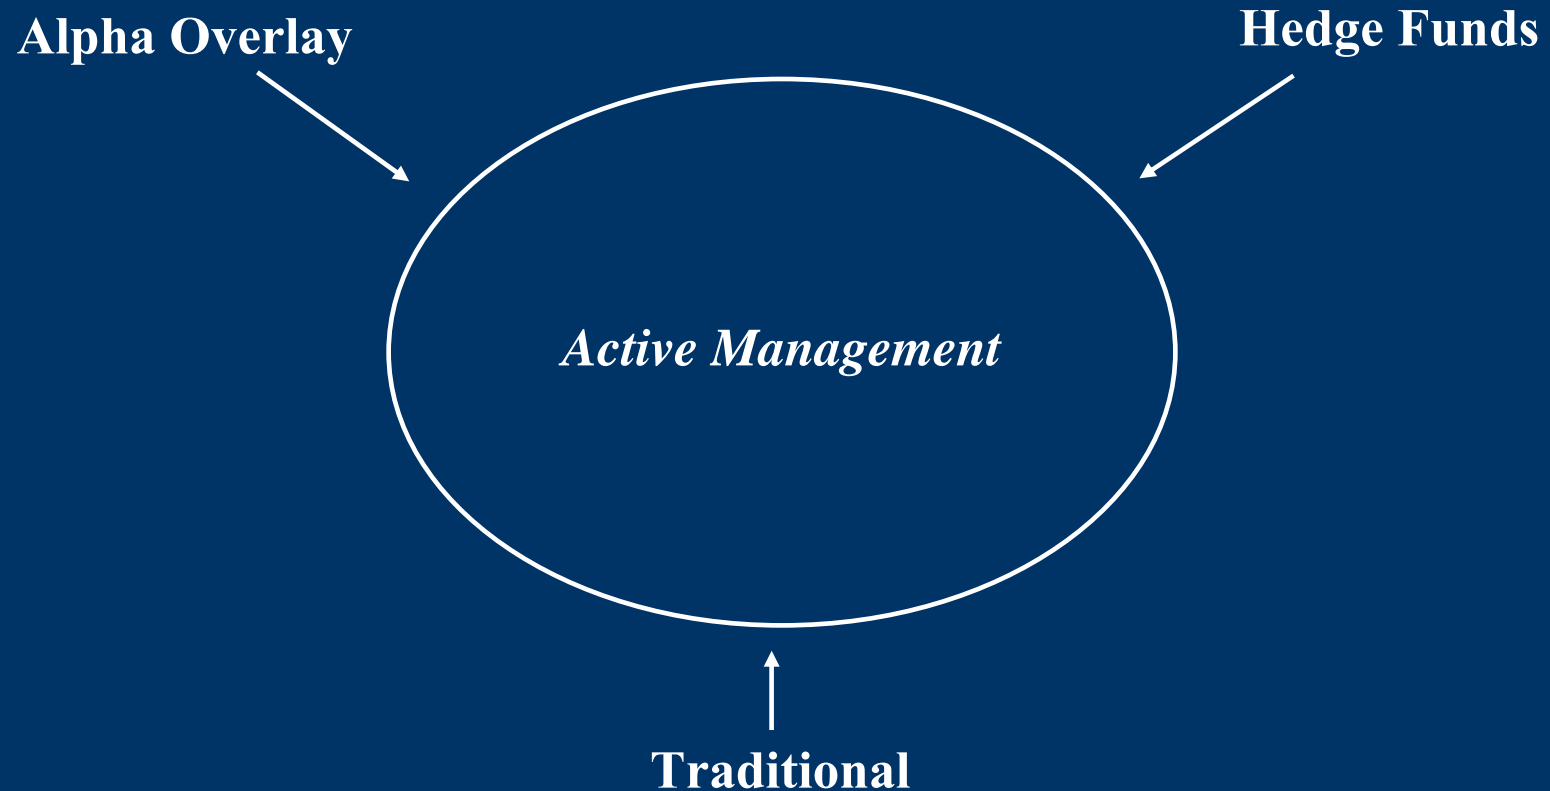 Alpha Overlay
Hedge Funds
Active Management
Traditional